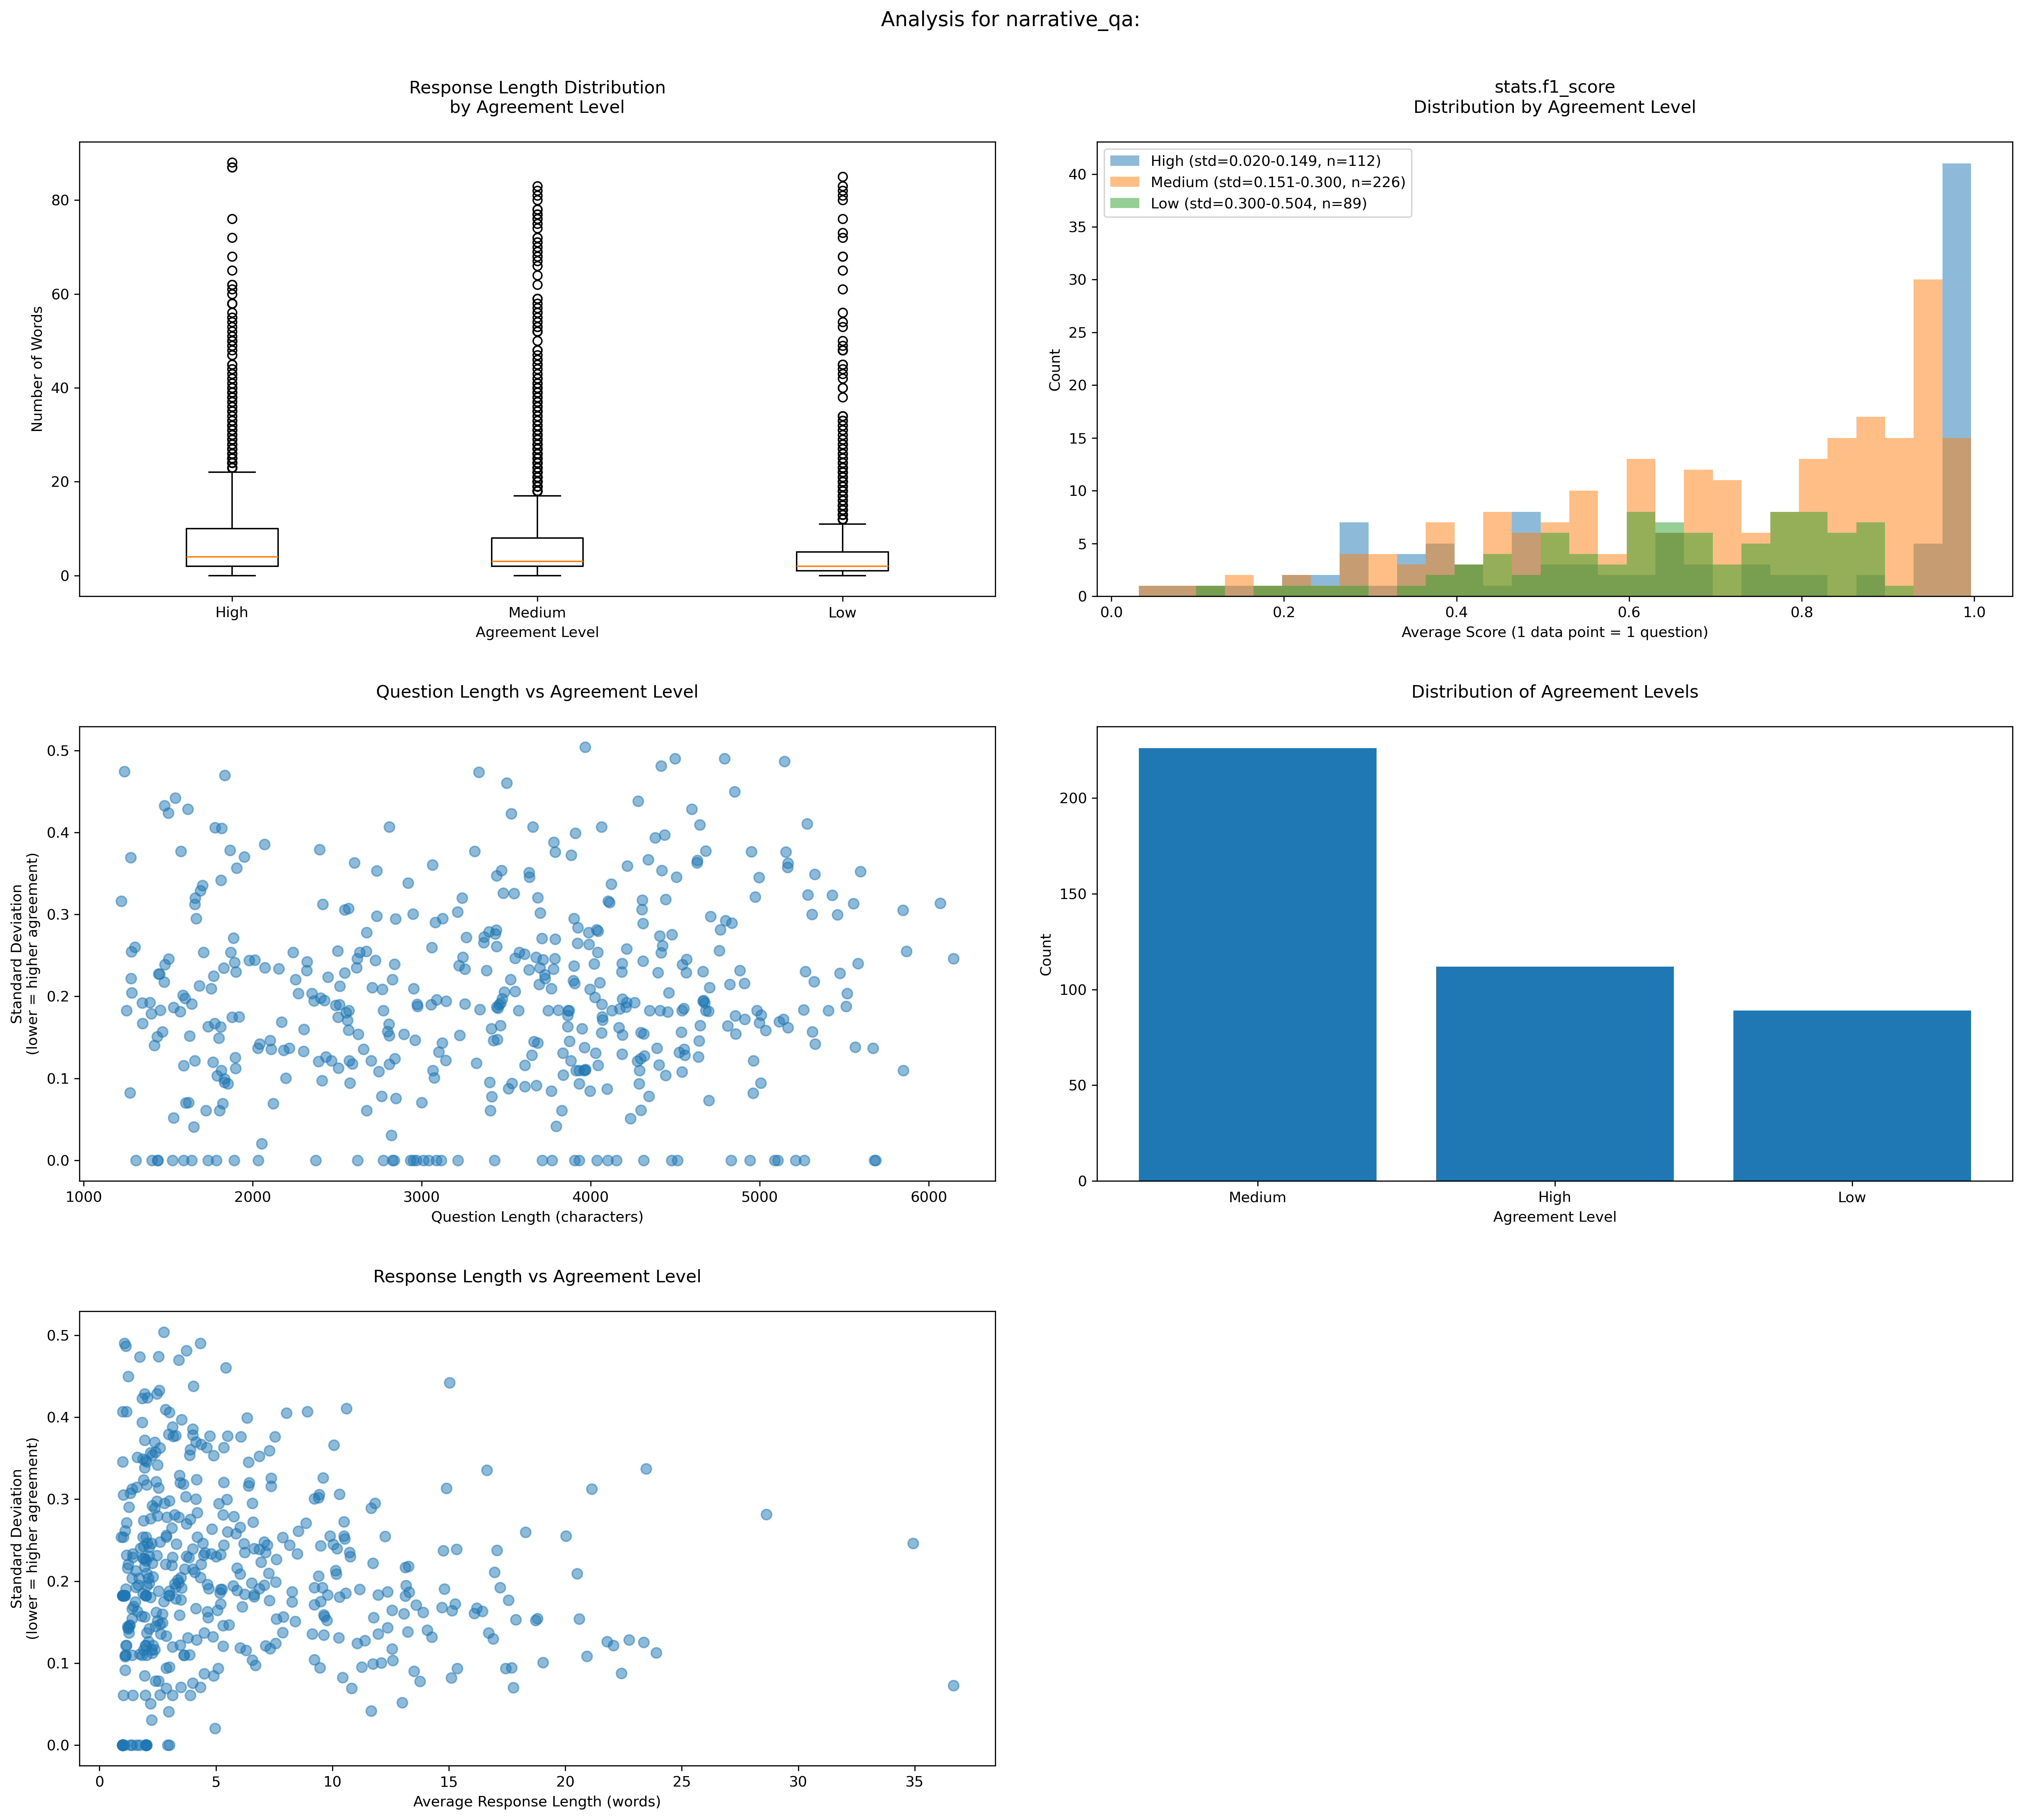 Analysis for narrative_qa:
Response Length Distribution
by Agreement Level
80
60
40
20
0
Number of Words
High
Medium
Low
Agreement Level
stats.f1_score
Distribution by Agreement Level
High (std=0.020-0.149, n=112)
Medium (std=0.151-0.300, n=226)
Low (std=0.300-0.504, n=89)
40
35
30
25
20
15
10
5
0
Count
0.0
0.2
0.4
0.6
0.8
1.0
Average Score (1 data point = 1 question)
Question Length vs Agreement Level
0.5
0.4
0.3
0.2
0.1
0.0
Standard Deviation
(lower = higher agreement)
1000
2000
3000
4000
5000
6000
Question Length (characters)
Distribution of Agreement Levels
200
150
100
50
0
Count
Medium
High
Low
Agreement Level
Response Length vs Agreement Level
0.5
0.4
0.3
0.2
0.1
0.0
Standard Deviation
(lower = higher agreement)
0
5
10
15
20
25
30
35
Average Response Length (words)